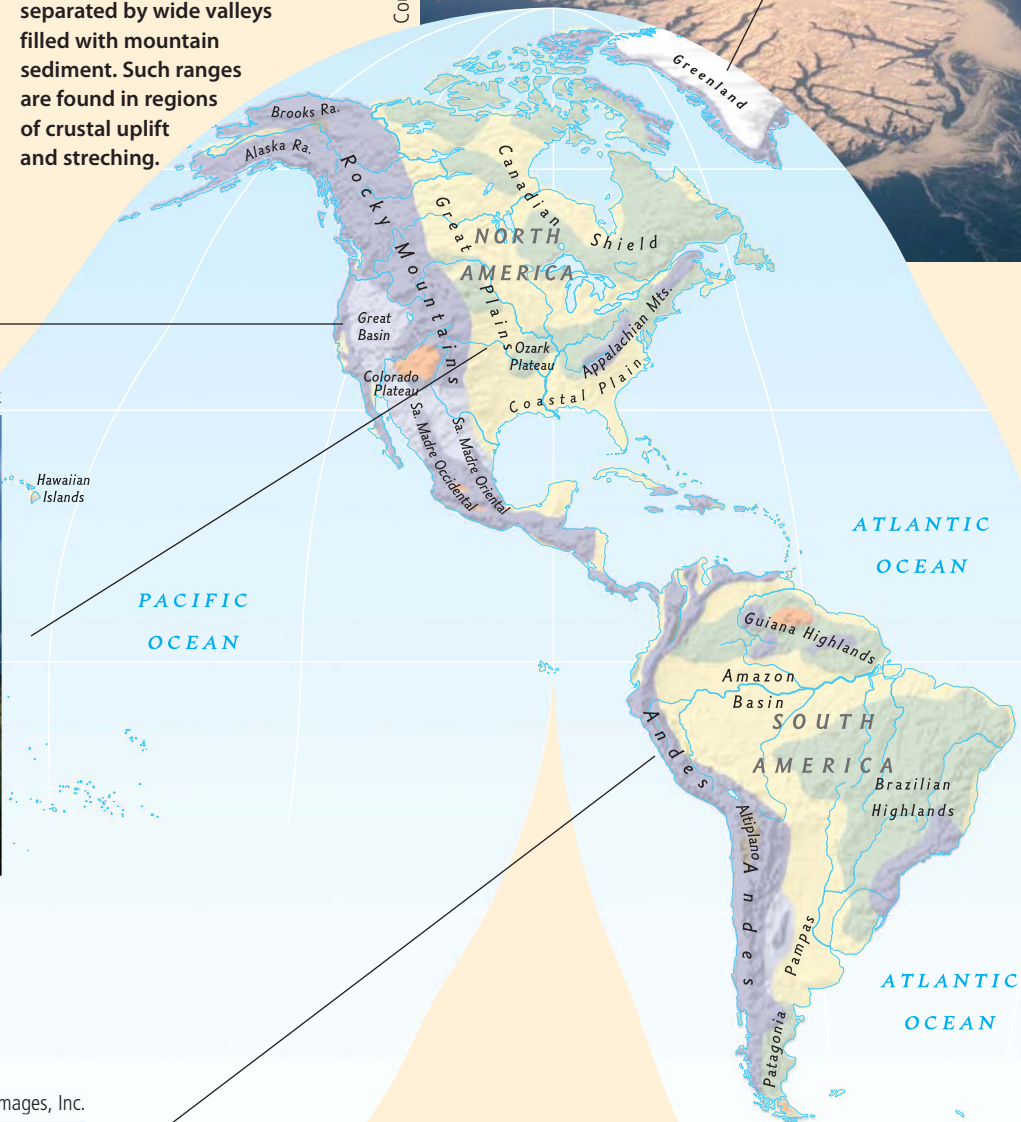 separated by wide valleys
filled with mountain
sediment. Such ranges
are found in regions
of crustal uplift
and streching.
Greenland
Brooks Ra.
Alaska Ra.
Rocky Mountains
Canadian Shield
Great Plains
NORTH
AMERICA
Great
Basin
Ozark
Plateau
Appalachian Mts.
Colorado
Plateau
Coastal Plain
Sa. Madre Occidental
Sa. Madre Oriental
Hawaiian
Islands
ATLANTIC
OCEAN
PACIFIC
OCEAN
Guiana Highlands
Amazon
Basin
SOUTH
AMERICA
Andes
Brazilian
Highlands
Altiplano
Andes
Pampas
ATLANTIC
OCEAN
Patagonia
mages, Inc.